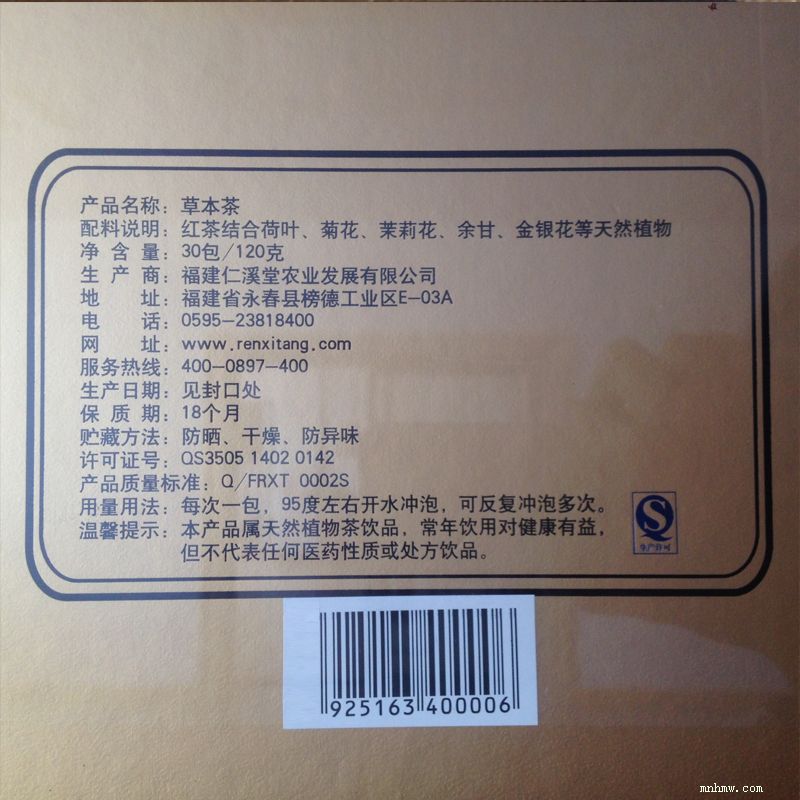 产品名称：草本茶
配料说明：红茶结合荷叶、菊花、茉莉花、余甘、金银花等天然植物
净含量：30包/120克
生产商：福建仁溪堂农业发展有限公司
地址：福建省永春县榜德工业区E-03A
电话：0595-23818400
网址：www.renxitang.com
服务热线：400-0897-400
生产日期：见封口处
保质期：18个月
贮藏方法：防晒、干燥、防异味
许可证号：QS3505 1402 0142
产品质量标准：Q/FRXT 0002S
用量用法：每次一包，95度左右开水冲泡，可反复冲泡多次。
温馨提示：本产品属天然植物茶饮品，常年饮用对健康有益，
但不代表任何医药性质或处方饮品。
生产许可
925163 400006
mnhmw.com